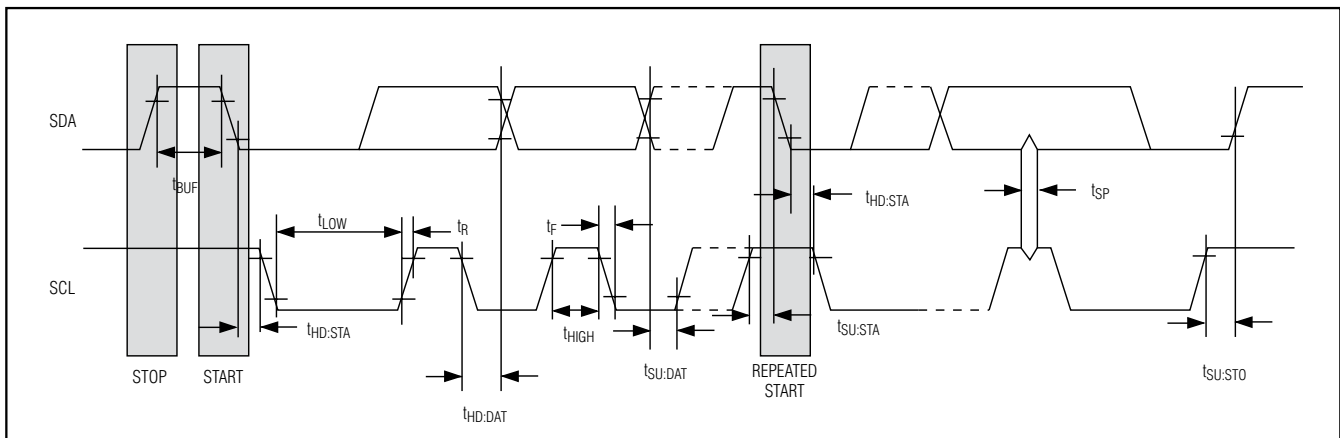 SDA
tBUF
tHD:STA
tSP
tLOW
tR
tF
SCL
tHD:STA
tHIGH
tSU:STA
tSU:DAT
tSU:STO
STOP
START
REPEATED
START
tHD:DAT